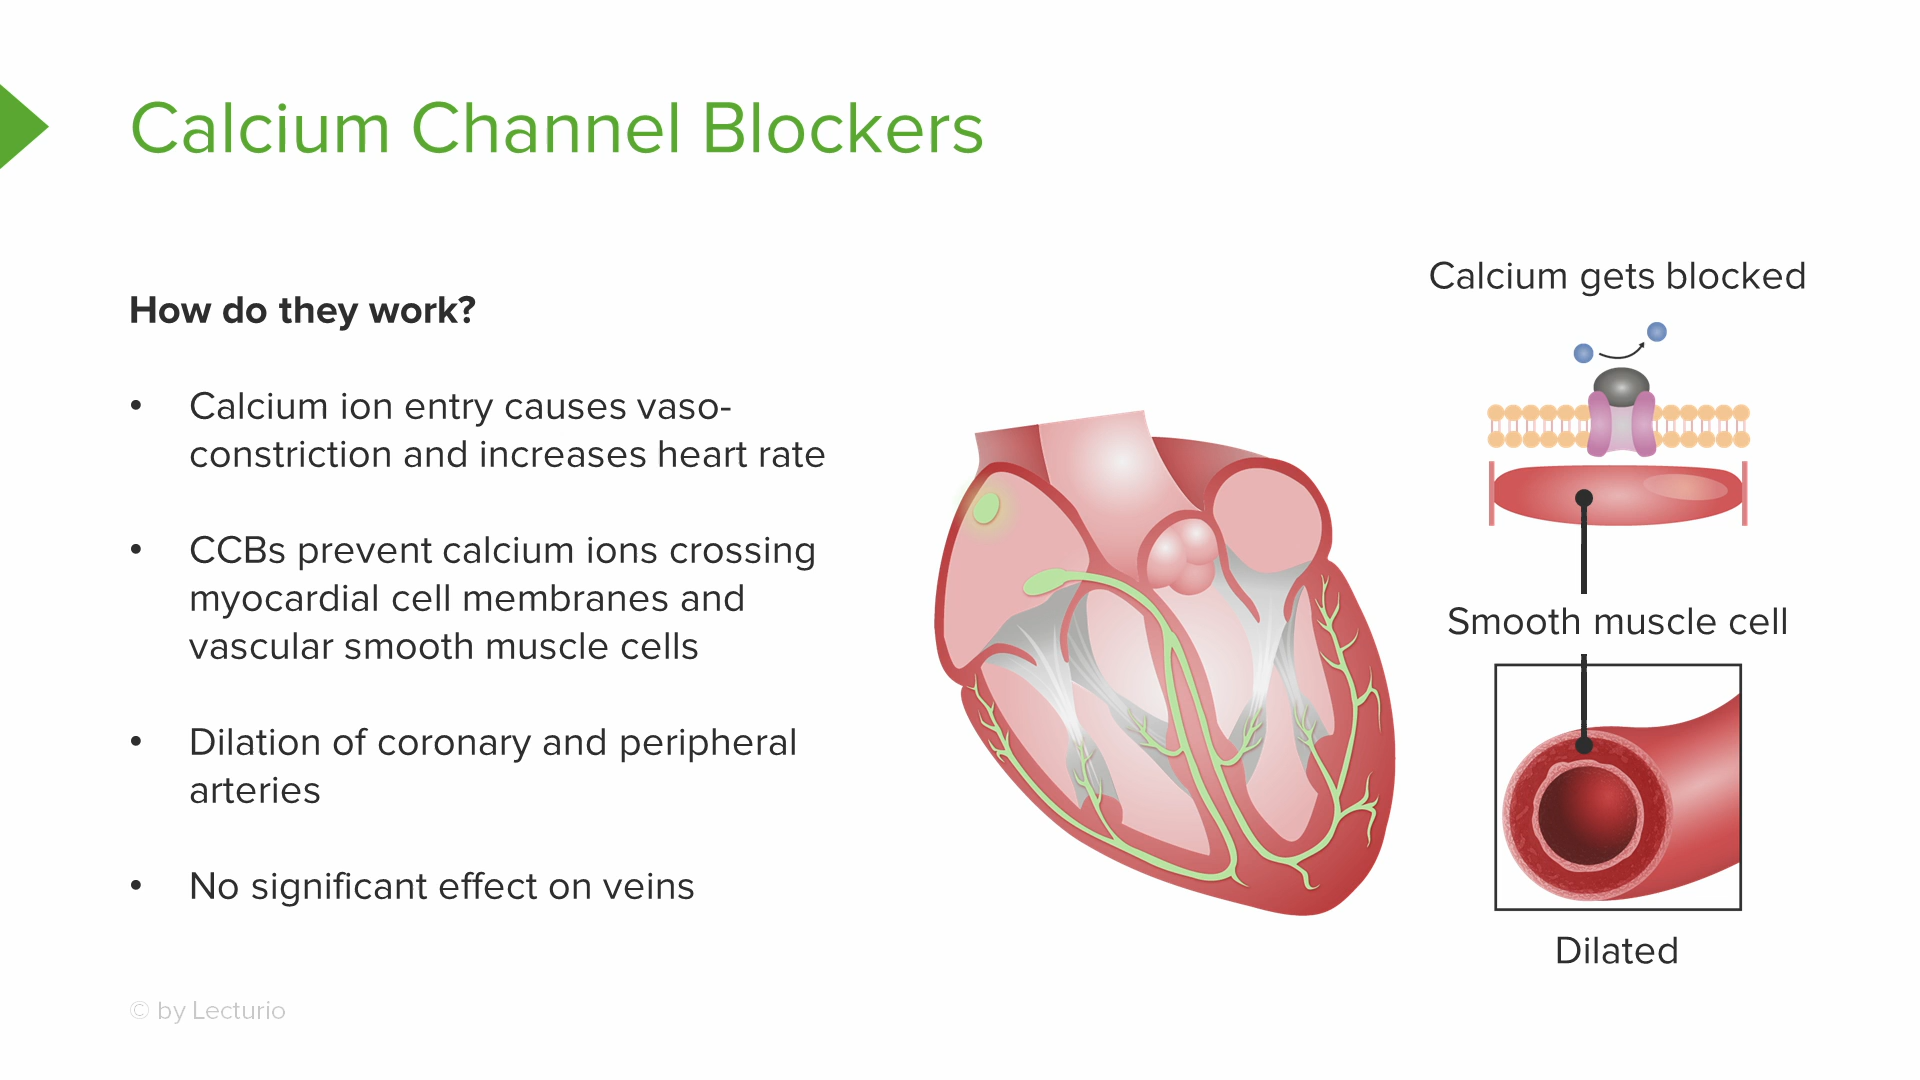 Calcium Channel Blockers
How do they work?
• Calcium ion entry causes vaso-
constriction and increases heart rate
• CCBs prevent calcium ions crossing
myocardial cell membranes and
vascular smooth muscle cells
• Dilation of coronary and peripheral
arteries
• No significant effect on veins
Calcium gets blocked
Smooth muscle cell
Dilated
© by Lecturio